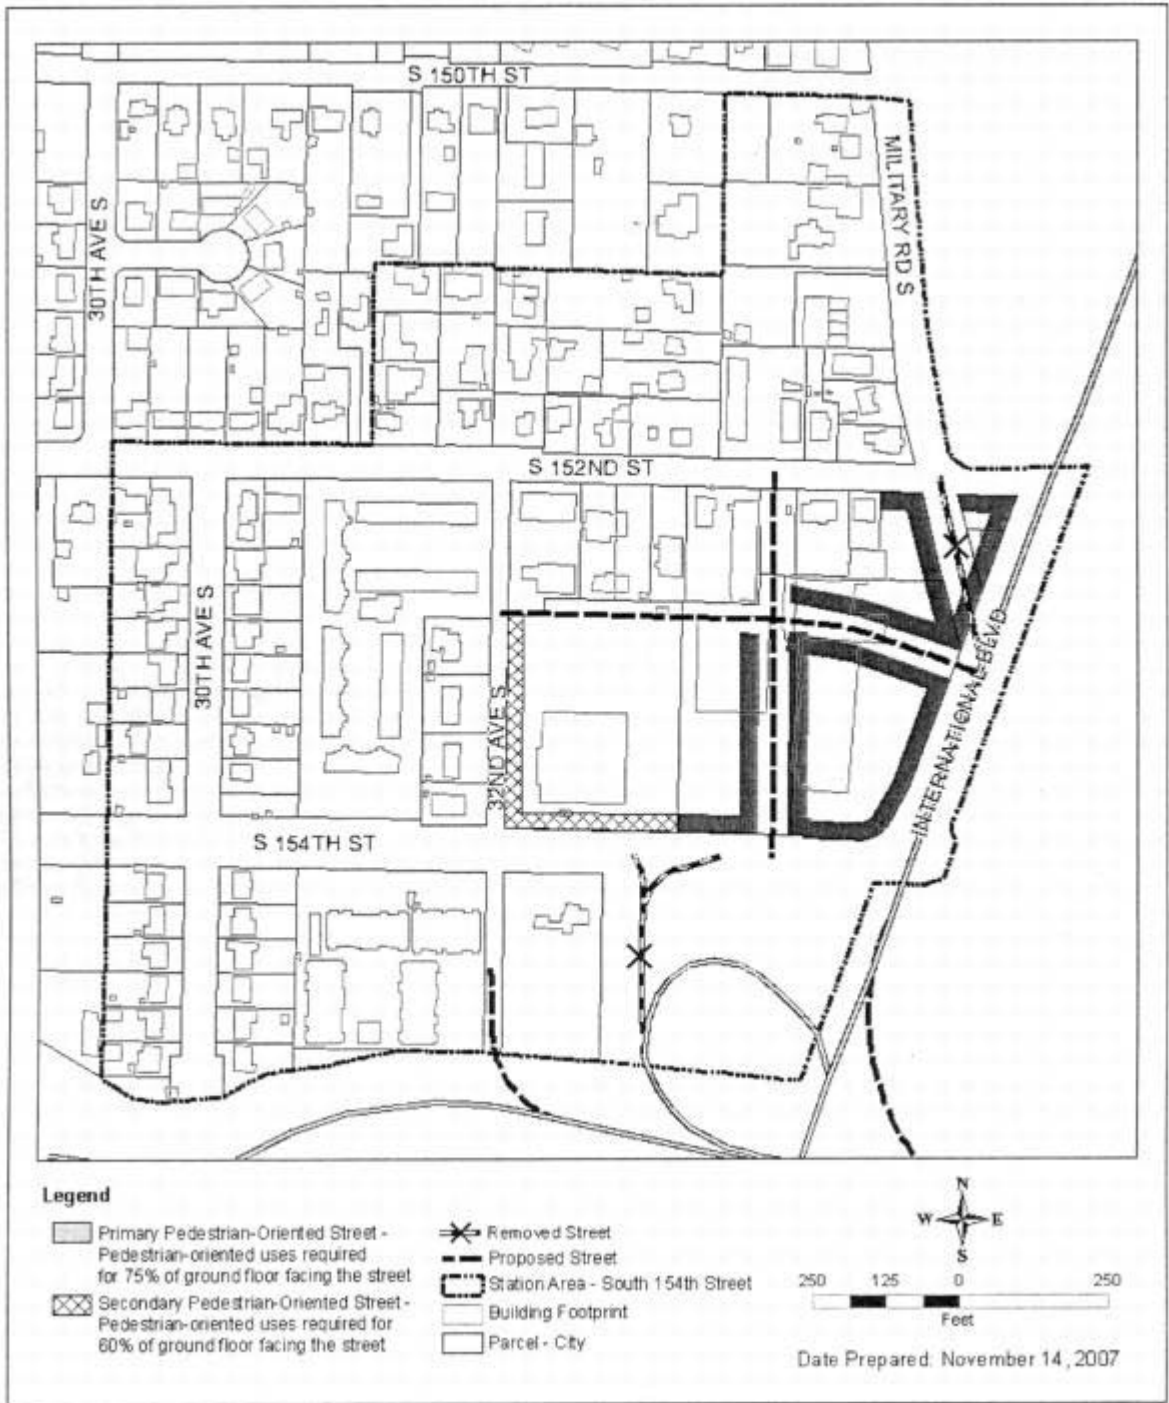 S 150TH ST
MILITARY RD S
30TH AVE S
S 152ND ST
30TH AVE S
32ND AVE S
INTERNATIONAL BLVD
S 154TH ST
Legend
Primary Pedestrian-Oriented Street -
Pedestrian-oriented uses required
for 75% of ground floor facing the street
Secondary Pedestrian-Oriented Street -
Pedestrian-oriented uses required for
60% of ground floor facing the street
Removed Street
Proposed Street
Station Area - South 154th Street
Building Footprint
Parcel - City
N
W E
S
250 125 0 250
Feet
Date Prepared: November 14, 2007